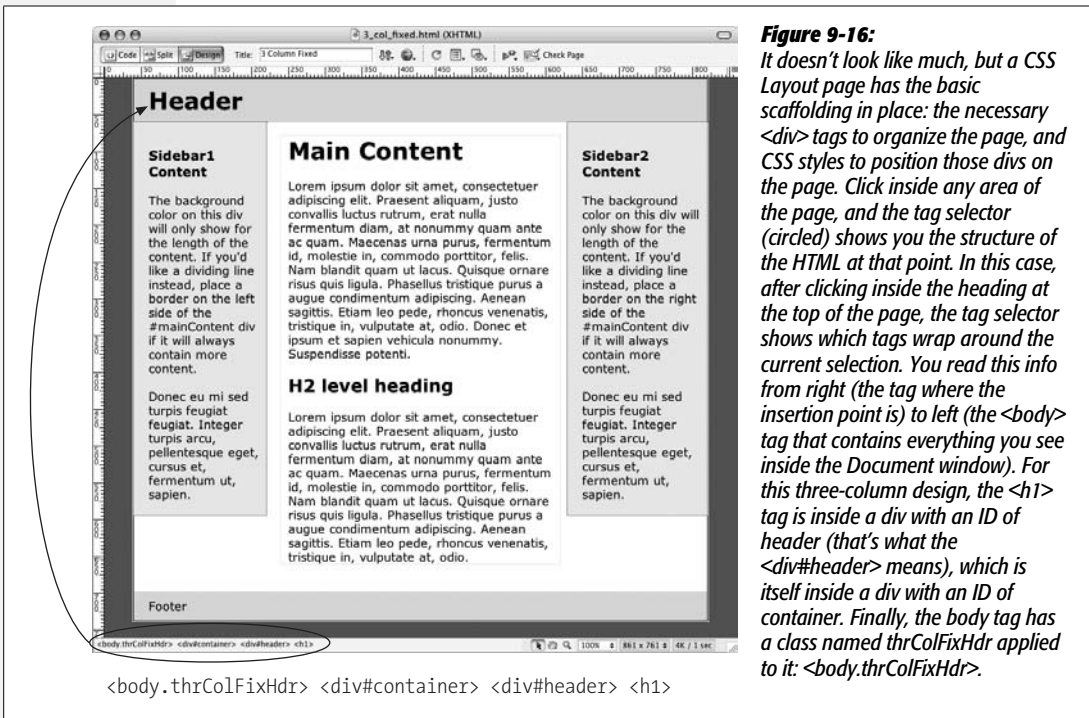 3_col_fixed.html (XHTML)
Code Split Design Title: 3 Column Fixed Check Page
0 50 100 150 200 250 300 350 400 450 500 550 600 650 700 750 800
Header
Sidebar1
Content
The background
color on this div
will only show for
the length of the
content. If you'd
like a dividing line
instead, place a
border on the left
side of the
#mainContent div
if it will always
contain more
content.
Donec eu mi sed
turpis feugiat
feugiat. Integer
turpis arcu,
pellentesque eget,
cursus et,
fermentum ut,
sapien.
Main Content
Lorem ipsum dolor sit amet, consectetuer
adipiscing elit. Praesent aliquam, justo
convallis luctus rutrum, erat nulla
fermentum diam, at nonummy quam ante
ac quam. Maecenas urna purus, fermentum
id, molestie in, commodo porttitor, felis.
Nam blandit quam ut lacus. Quisque ornare
risus quis ligula. Phasellus tristique purus a
augue condimentum adipiscing. Aenean
sagittis. Etiam leo pede, rhoncus venenatis,
tristique in, vulputate at, odio. Donec et
ipsum et sapien vehicula nonummy.
Suspendisse potenti.
H2 level heading
Lorem ipsum dolor sit amet, consectetuer
adipiscing elit. Praesent aliquam, justo
convallis luctus rutrum, erat nulla
fermentum diam, at nonummy quam ante
ac quam. Maecenas urna purus, fermentum
id, molestie in, commodo porttitor, felis.
Nam blandit quam ut lacus. Quisque ornare
risus quis ligula. Phasellus tristique purus a
augue condimentum adipiscing. Aenean
sagittis. Etiam leo pede, rhoncus venenatis,
tristique in, vulputate at, odio.
Sidebar2
Content
The background
color on this div will
only show for the
length of the
content. If you'd
like a dividing line
instead, place a
border on the right
side of the
#mainContent div
if it will always
contain more
content.
Donec eu mi sed
turpis feugiat
feugiat. Integer
turpis arcu,
pellentesque eget,
cursus et,
fermentum ut,
sapien.
Footer
<body.thrColFixHdr> <div#container> <div#header> <h1> 100% 861 x 761 4K / 1 sec
<body.thrColFixHdr> <div#container> <div#header> <h1>
Figure 9-16:
It doesn't look like much, but a CSS
Layout page has the basic
scaffolding in place: the necessary
<div> tags to organize the page, and
CSS styles to position those divs on
the page. Click inside any area of
the page, and the tag selector
(circled) shows you the structure of
the HTML at that point. In this case,
after clicking inside the heading at
the top of the page, the tag selector
shows which tags wrap around the
current selection. You read this info
from right (the tag where the
insertion point is) to left (the <body>
tag that contains everything you see
inside the Document window). For
this three-column design, the <h1>
tag is inside a div with an ID of
header (that's what the
<div#header> means), which is
itself inside a div with an ID of
container. Finally, the body tag has
a class named thrColFixHdr applied
to it: <body.thrColFixHdr>.